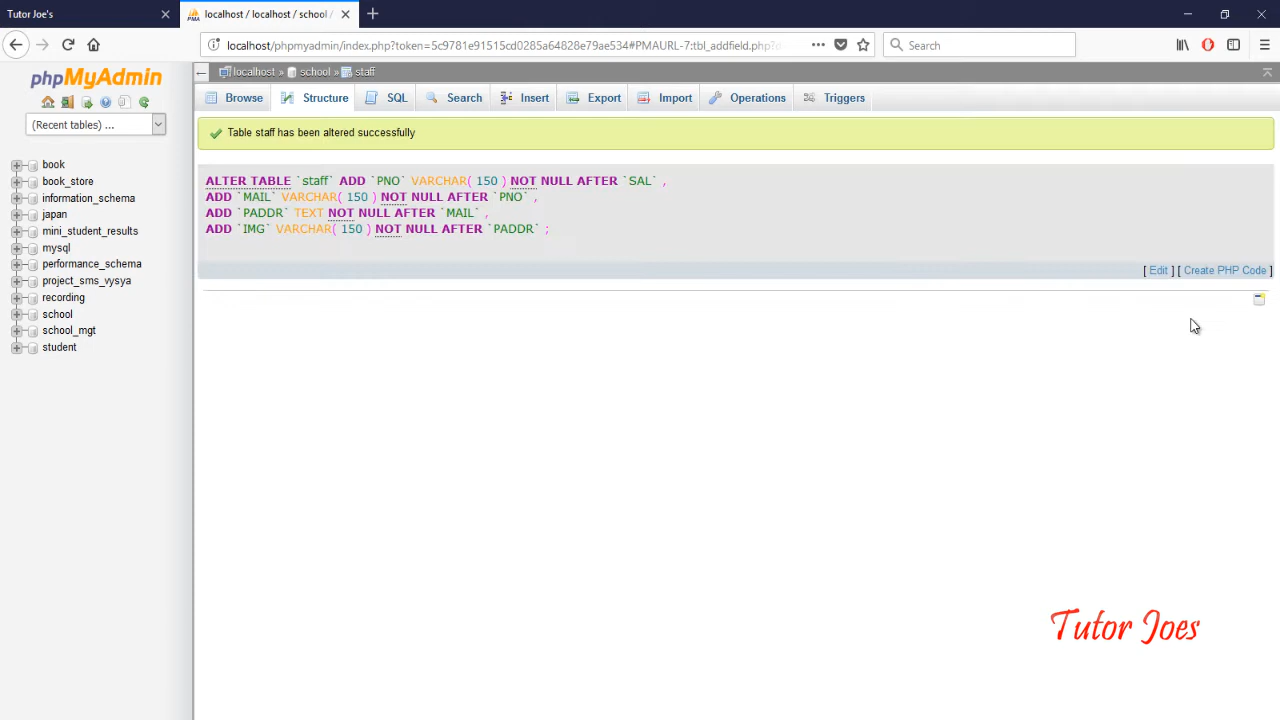 Tutor Joe's
localhost / localhost / school /
localhost/phpmyadmin/index.php?token=5c9781e91515cd0285a64828e79ae534#PMAURL-7:tbl_addfield.php?d
Search
phpMyAdmin
localhost » school » staff
(Recent tables) ...
Browse Structure SQL Search Insert Export Import Operations Triggers
Table staff has been altered successfully
ALTER TABLE `staff` ADD `PNO` VARCHAR( 150 ) NOT NULL AFTER `SAL` ,
ADD `MAIL` VARCHAR( 150 ) NOT NULL AFTER `PNO` ,
ADD `PADDR` TEXT NOT NULL AFTER `MAIL` ,
ADD `IMG` VARCHAR( 150 ) NOT NULL AFTER `PADDR` ;
[ Edit ] [ Create PHP Code ]
book
book_store
information_schema
japan
mini_student_results
mysql
performance_schema
project_sms_vysya
recording
school
school_mgt
student
Tutor Joes